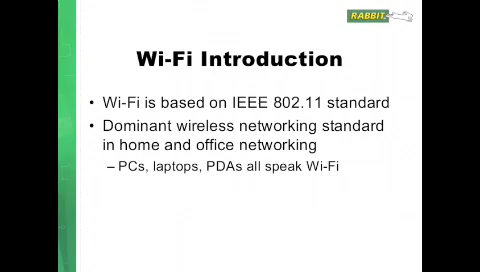 RABBIT
Wi-Fi Introduction
• Wi-Fi is based on IEEE 802.11 standard
• Dominant wireless networking standard
in home and office networking
– PCs, laptops, PDAs all speak Wi-Fi